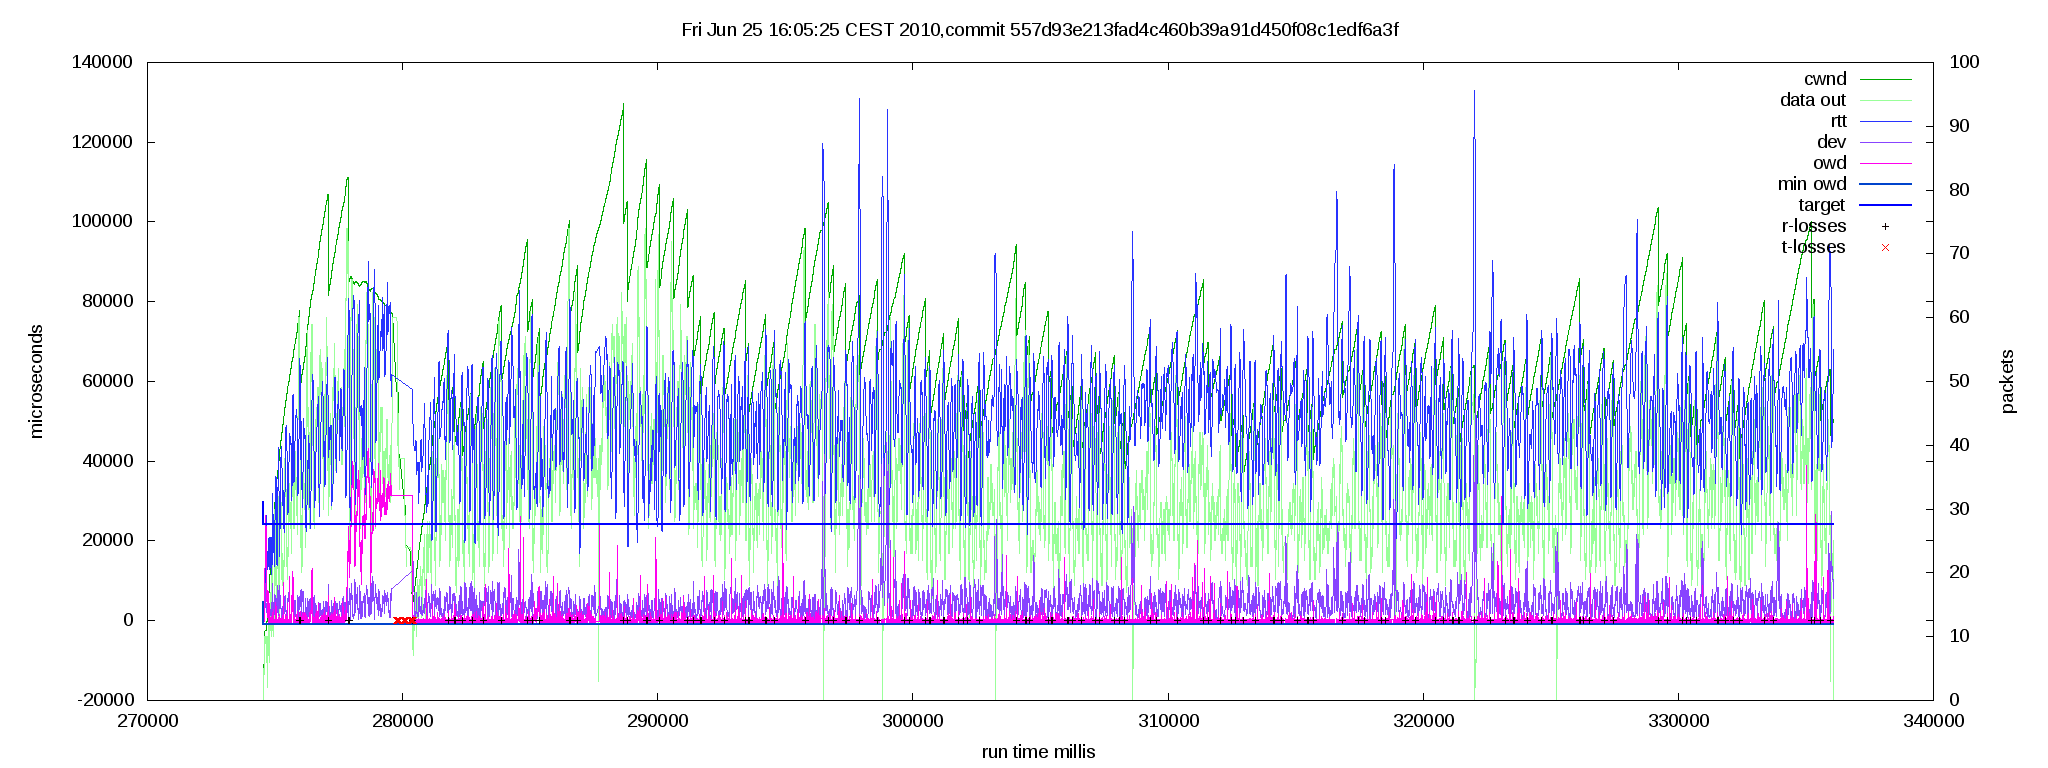 Fri Jun 25 16:05:25 CEST 2010,commit 557d93e213fad4c460b39a91d450f08c1edf6a3f
140000
120000
100000
80000
60000
40000
20000
0
-20000
microseconds
100
90
80
70
60
50
40
30
20
10
0
packets
cwnd
data out
rtt
dev
owd
min owd
target
r-losses
t-losses
270000 280000 290000 300000 310000 320000 330000 340000
run time millis